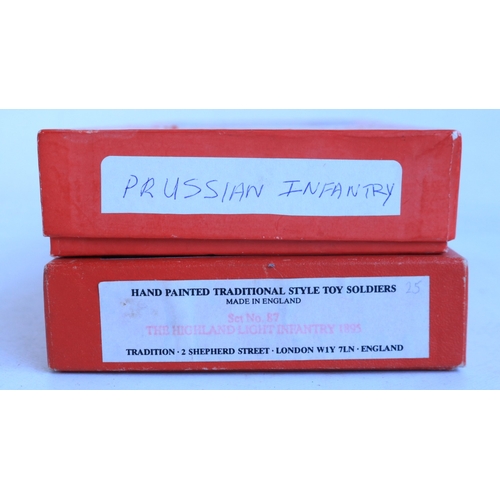 PRUSSIAN INFANTRY
HAND PAINTED TRADITIONAL STYLE TOY SOLDIERS
25
MADE IN ENGLAND
Set No. 87
THE HIGHLAND LIGHT INFANTRY 1895
TRADITION · 2 SHEPHERD STREET · LONDON W1Y 7LN · ENGLAND